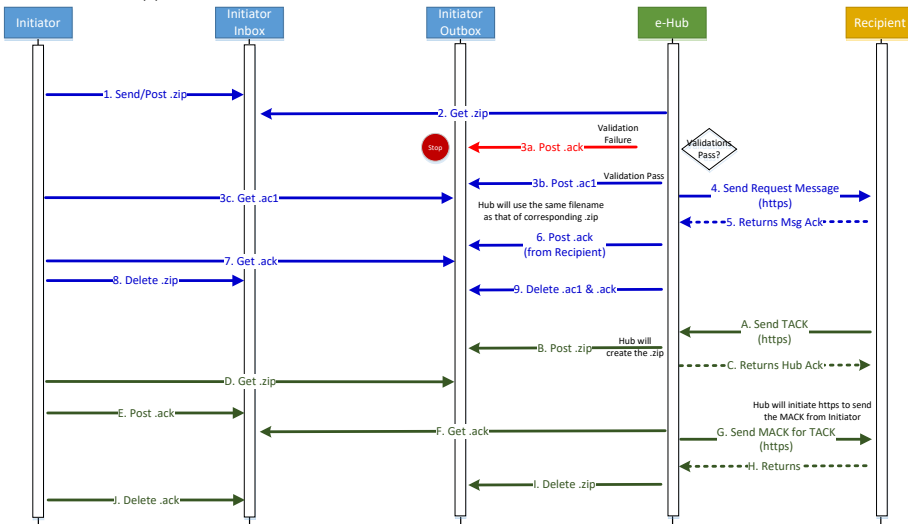 Initiator
Initiator
Inbox
Initiator
Outbox
e-Hub
Recipient
1. Send/Post .zip
2. Get .zip
Stop
3a. Post .ack
Validation
Failure
Validations
Pass?
3b. Post .ac1
Validation Pass
3c. Get .ac1
4. Send Request Message
(https)
Hub will use the same filename
as that of corresponding .zip
5. Returns Msg Ack
6. Post .ack
(from Recipient)
7. Get .ack
8. Delete .zip
9. Delete .ac1 & .ack
A. Send TACK
(https)
B. Post .zip
Hub will
create the .zip
C. Returns Hub Ack
D. Get .zip
E. Post .ack
Hub will initiate https to send
the MACK from Initiator
F. Get .ack
G. Send MACK for TACK
(https)
H. Returns
I. Delete .zip
J. Delete .ack